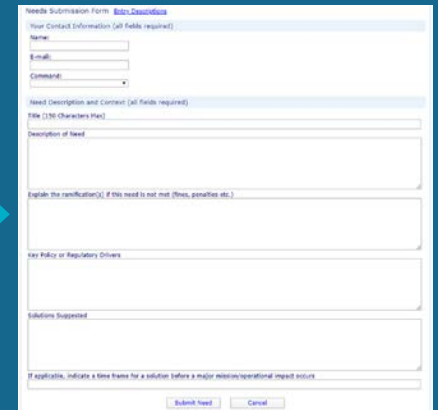 Needs Submission Form Entry Descriptions
Your Contact Information (all fields required)
Name:
E-mail:
Command:
Need Description and Context (all fields required)
Title (150 Characters Max)
Description of Need
Explain the ramification(s) if this need is not met (fines, penalties etc.)
Key Policy or Regulatory Drivers
Solutions Suggested
If applicable, indicate a time frame for a solution before a major mission/operational impact occurs
Submit Need Cancel